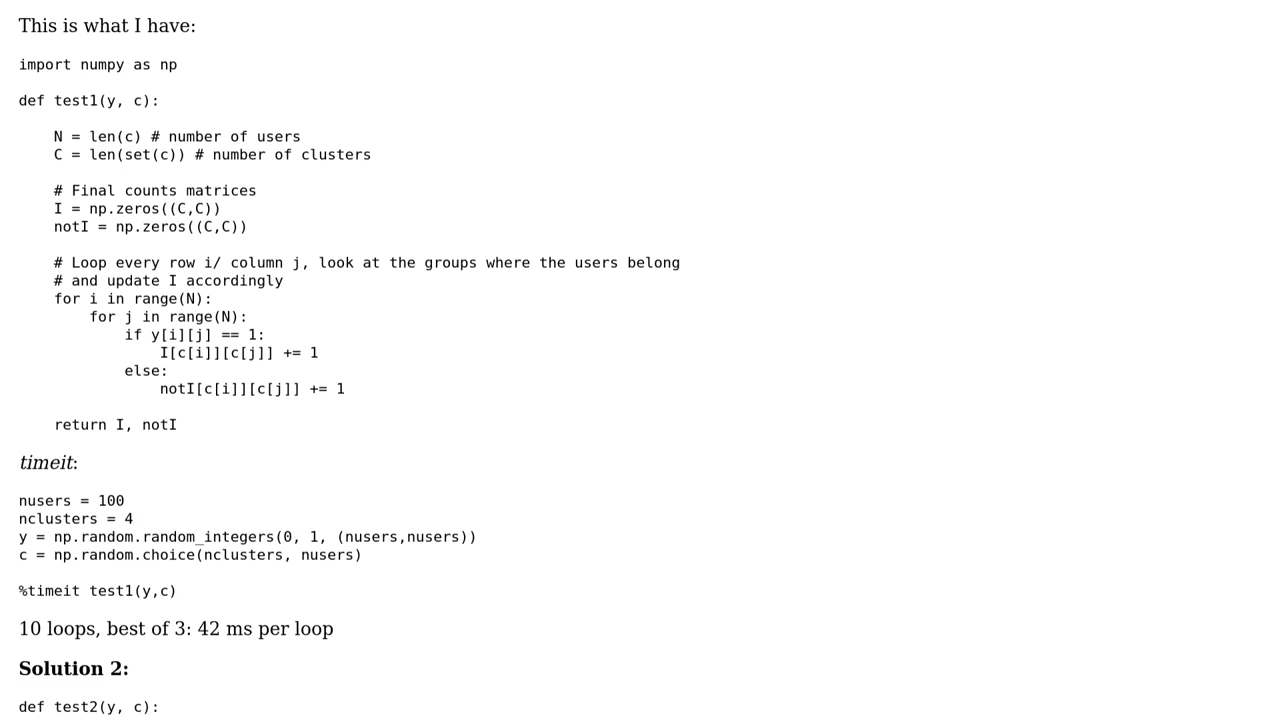 This is what I have:
import numpy as np
def test1(y, c):
    N = len(c) # number of users
    C = len(set(c)) # number of clusters
    # Final counts matrices
    I = np.zeros((C,C))
    notI = np.zeros((C,C))
    # Loop every row i/ column j, look at the groups where the users belong
    # and update I accordingly
    for i in range(N):
        for j in range(N):
            if y[i][j] == 1:
                I[c[i]][c[j]] += 1
            else:
                notI[c[i]][c[j]] += 1
    return I, notI
timeit:
nusers = 100
nclusters = 4
y = np.random.random_integers(0, 1, (nusers,nusers))
c = np.random.choice(nclusters, nusers)
%timeit test1(y,c)
10 loops, best of 3: 42 ms per loop
Solution 2:
def test2(y, c):